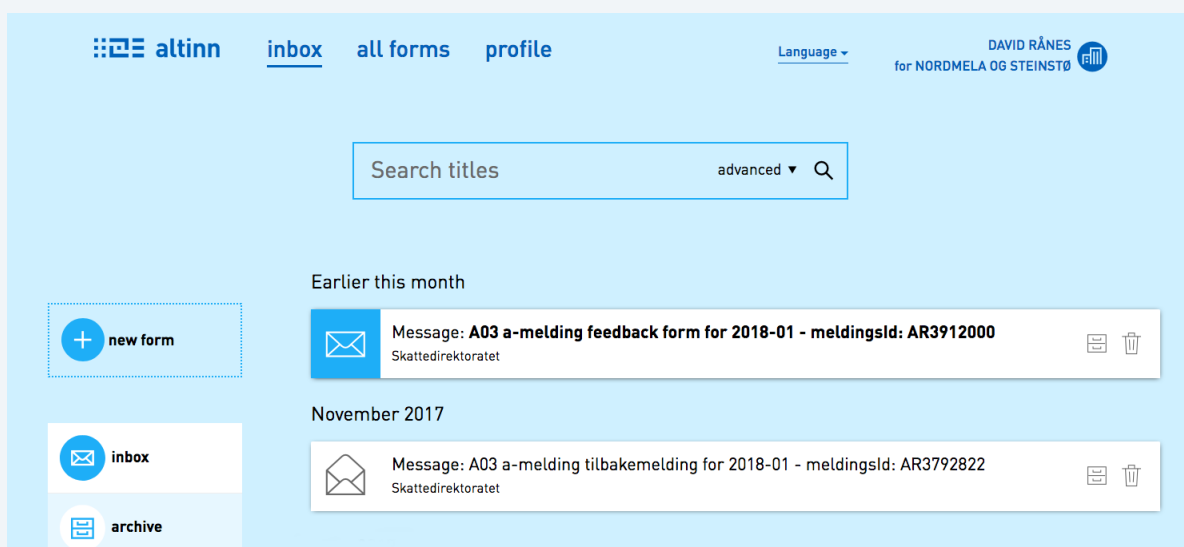 altinn inbox all forms profile Language DAVID RÅNES
for NORDMELA OG STEINSTØ
Search titles advanced
Earlier this month
new form
Message: A03 a-melding feedback form for 2018-01 - meldingsId: AR3912000
Skattedirektoratet
November 2017
inbox
Message: A03 a-melding tilbakemelding for 2018-01 - meldingsId: AR3792822
Skattedirektoratet
archive